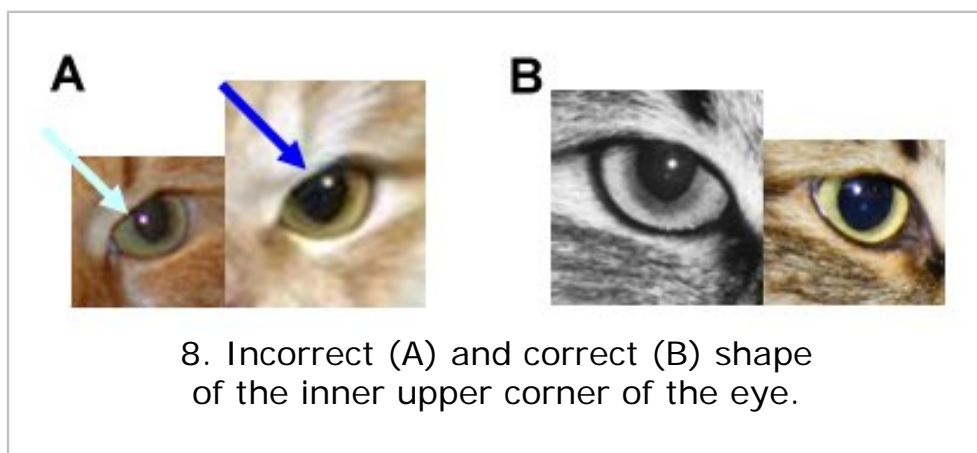 A
B
8. Incorrect (A) and correct (B) shape
of the inner upper corner of the eye.